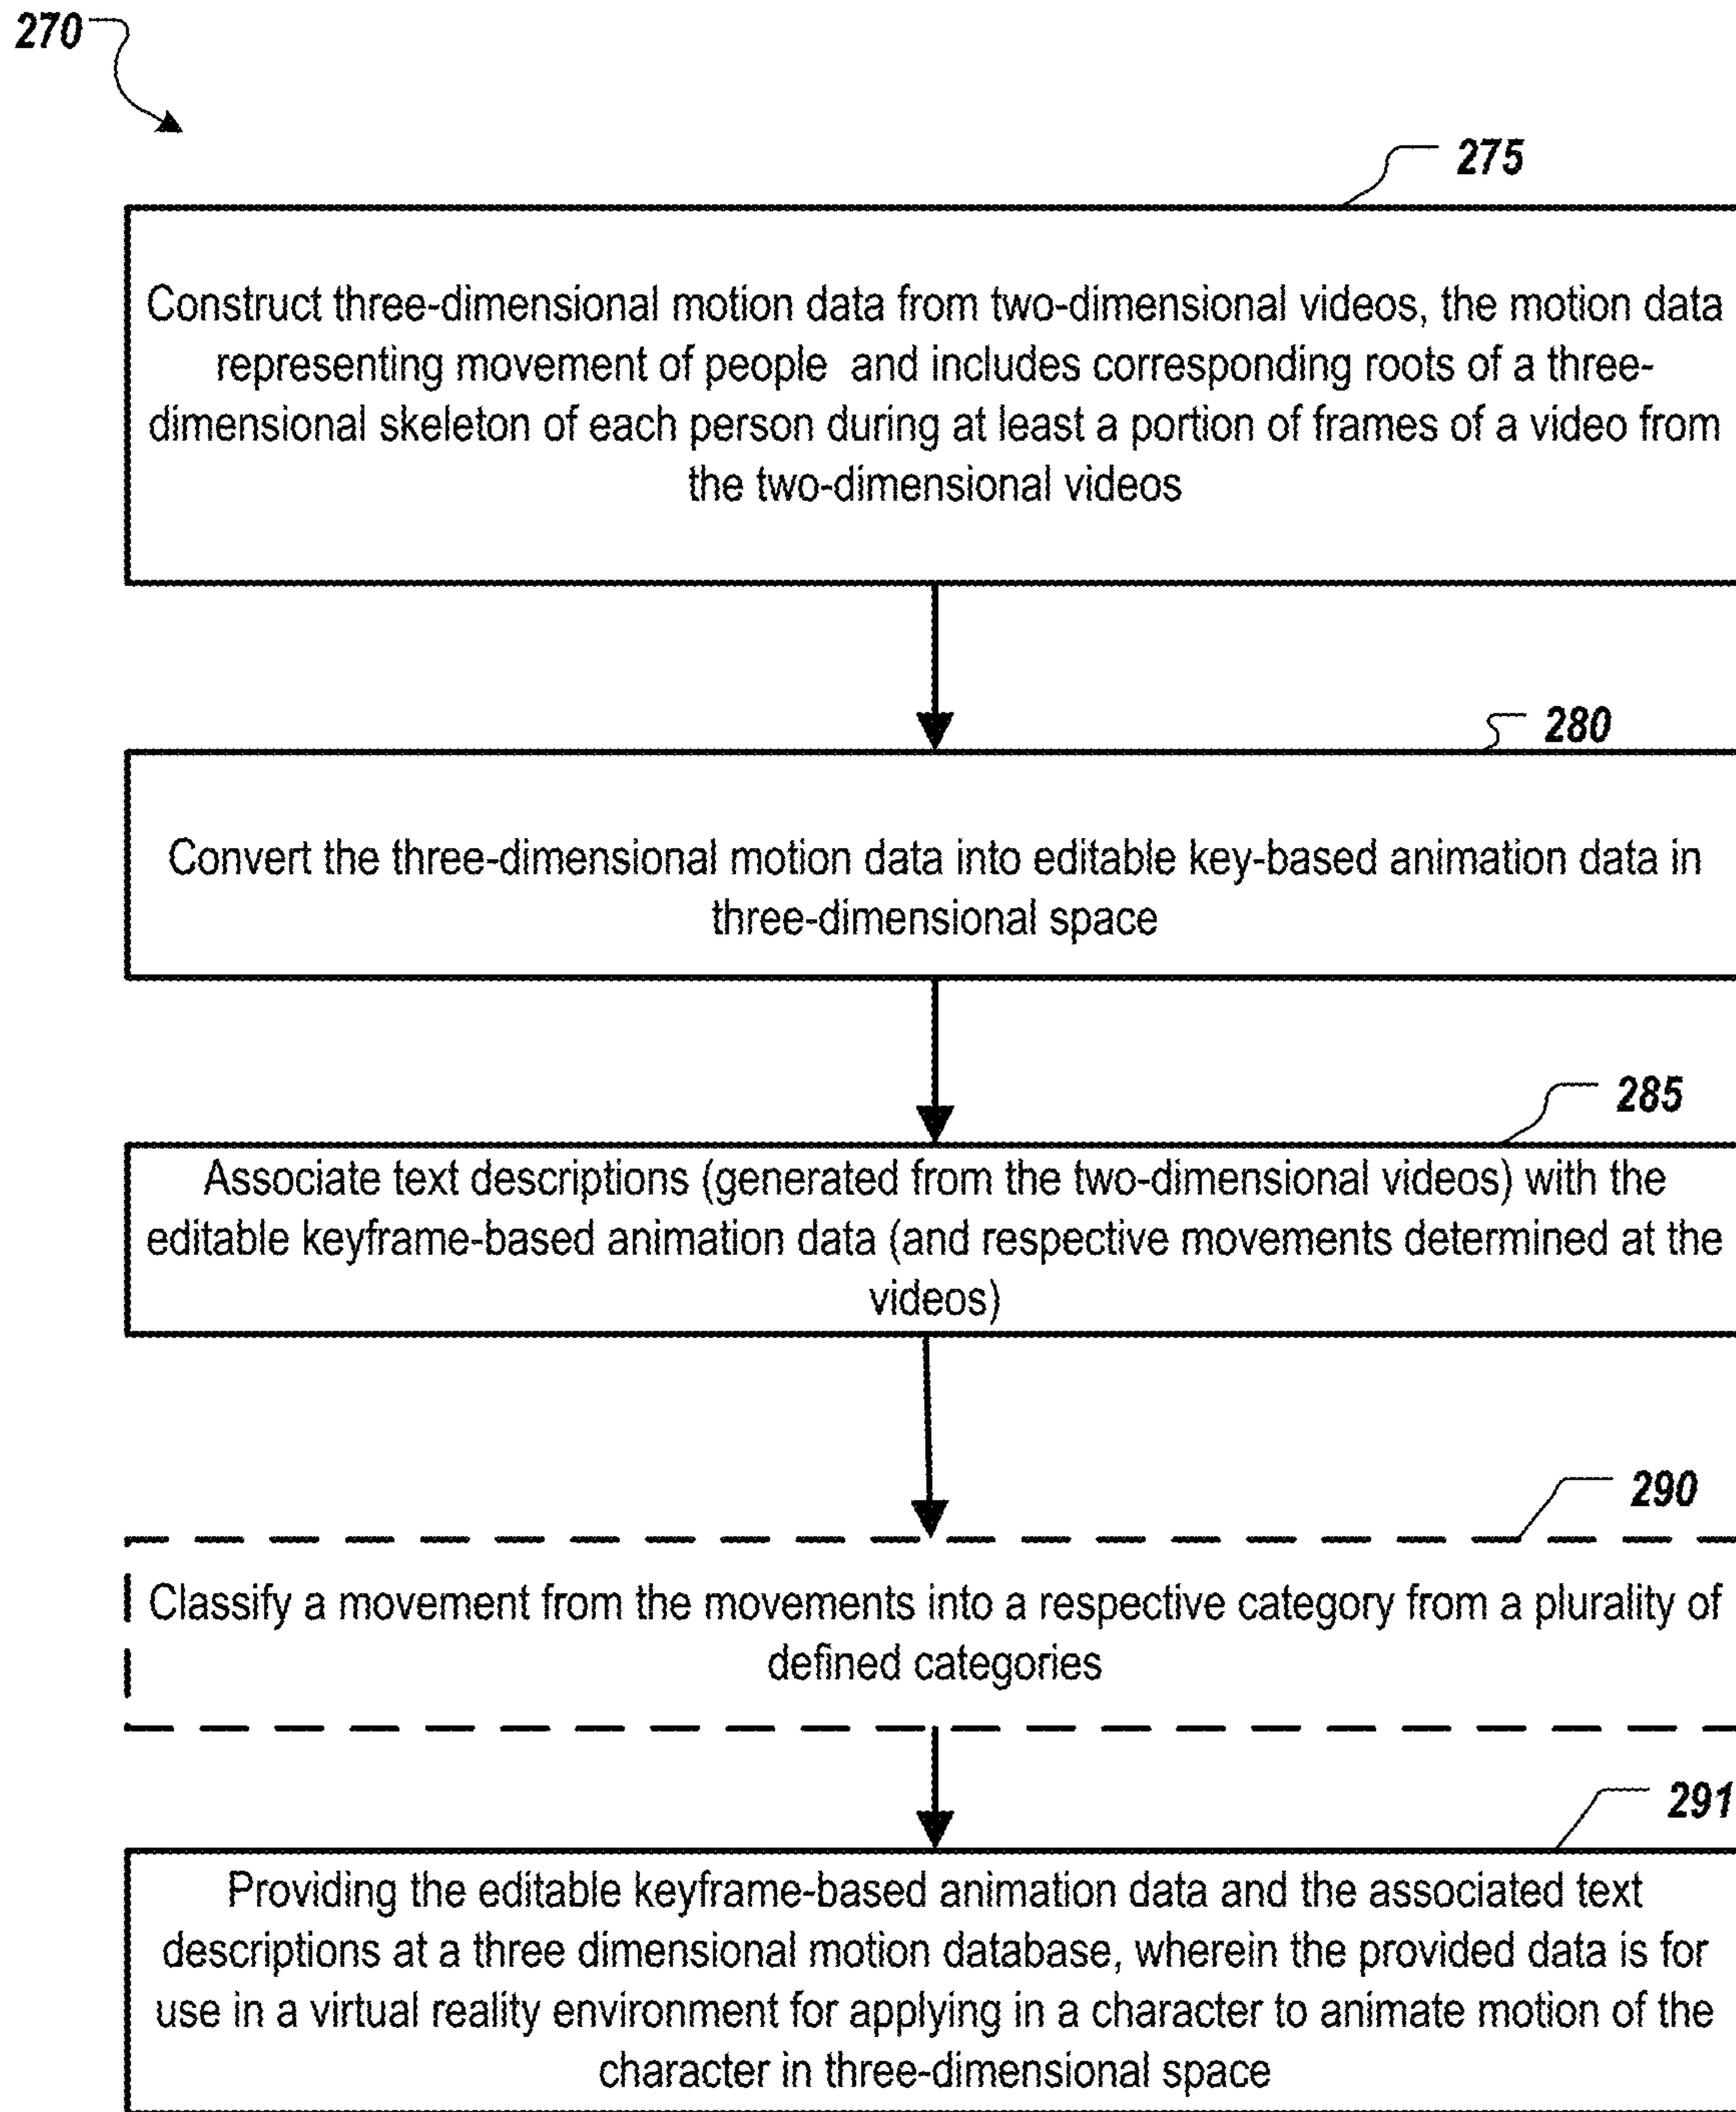 270
275
Construct three-dimensional motion data from two-dimensional videos, the motion data
representing movement of people and includes corresponding roots of a three-
dimensional skeleton of each person during at least a portion of frames of a video from
the two-dimensional videos
280
Convert the three-dimensional motion data into editable key-based animation data in
three-dimensional space
285
Associate text descriptions (generated from the two-dimensional videos) with the
editable keyframe-based animation data (and respective movements determined at the
videos)
290
Classify a movement from the movements into a respective category from a plurality of
defined categories
291
Providing the editable keyframe-based animation data and the associated text
descriptions at a three dimensional motion database, wherein the provided data is for
use in a virtual reality environment for applying in a character to animate motion of the
character in three-dimensional space